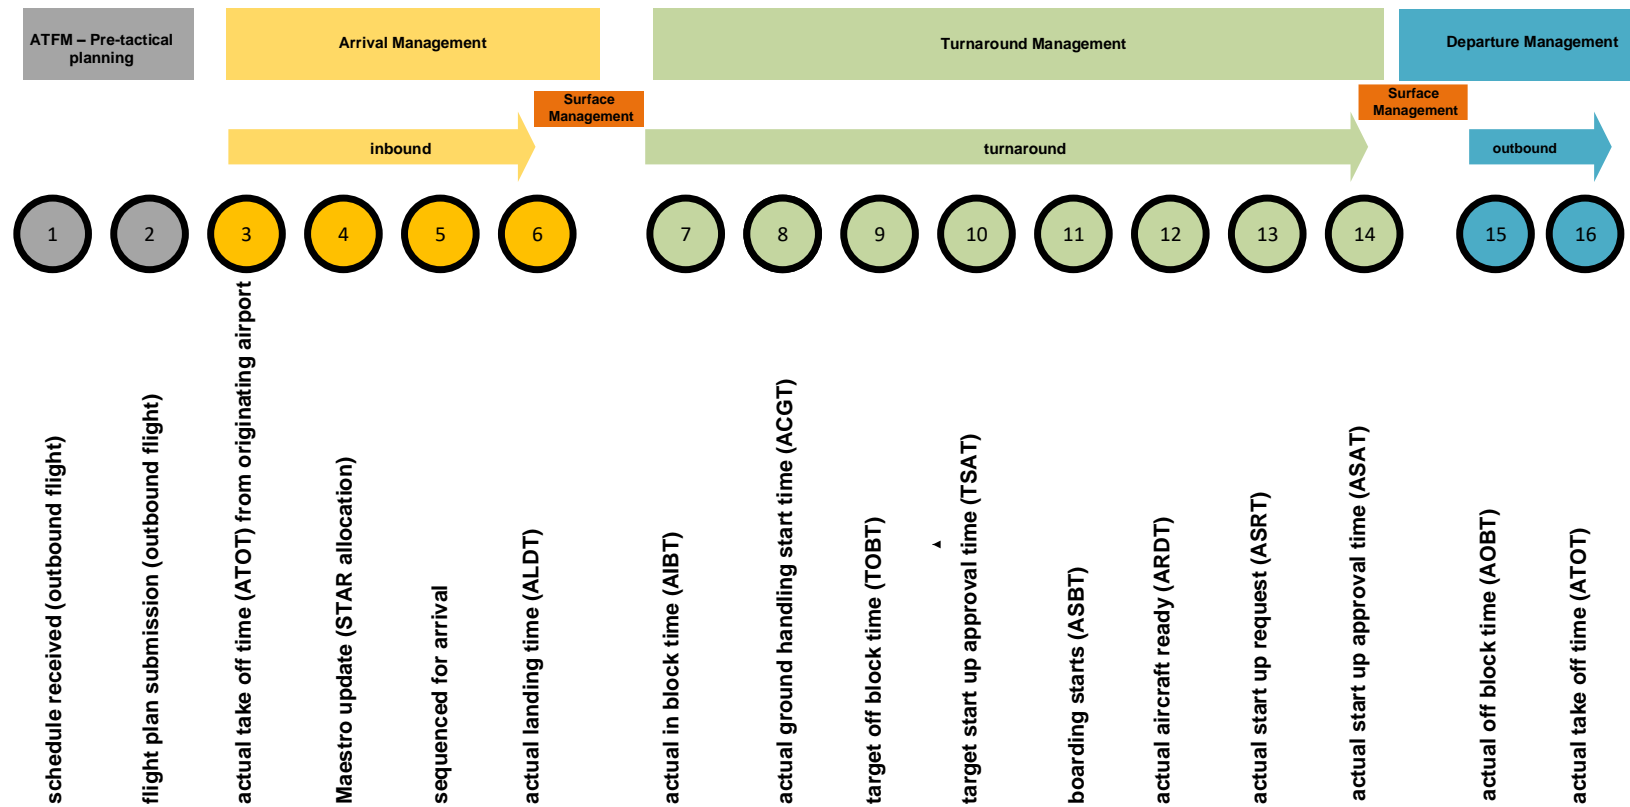 ATFM – Pre-tactical
planning
Arrival Management
Turnaround Management
Departure Management
Surface
Management
Surface
Management
inbound
turnaround
outbound
1
2
3
4
5
6
7
8
9
10
11
12
13
14
15
16
schedule received (outbound flight)
flight plan submission (outbound flight)
actual take off time (ATOT) from originating airport
Maestro update (STAR allocation)
sequenced for arrival
actual landing time (ALDT)
actual in block time (AIBT)
actual ground handling start time (ACGT)
target off block time (TOBT)
target start up approval time (TSAT)
boarding starts (ASBT)
actual aircraft ready (ARDT)
actual start up request (ASRT)
actual start up approval time (ASAT)
actual off block time (AOBT)
actual take off time (ATOT)